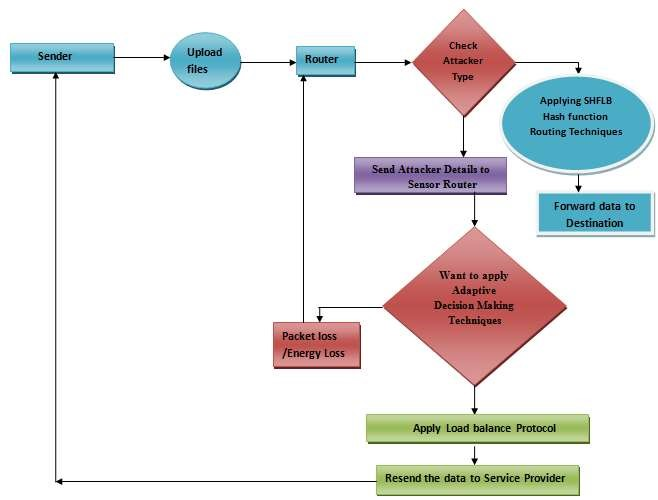 Sender
Upload
files
Router
Check
Attacker
Type
Applying SHFLB
Hash function
Routing Techniques
Send Attacker Details to
Sensor Router
Forward data to
Destination
Want to apply
Adaptive
Decision Making
Techniques
Packet loss
/Energy Loss
Apply Load balance Protocol
Resend the data to Service Provider